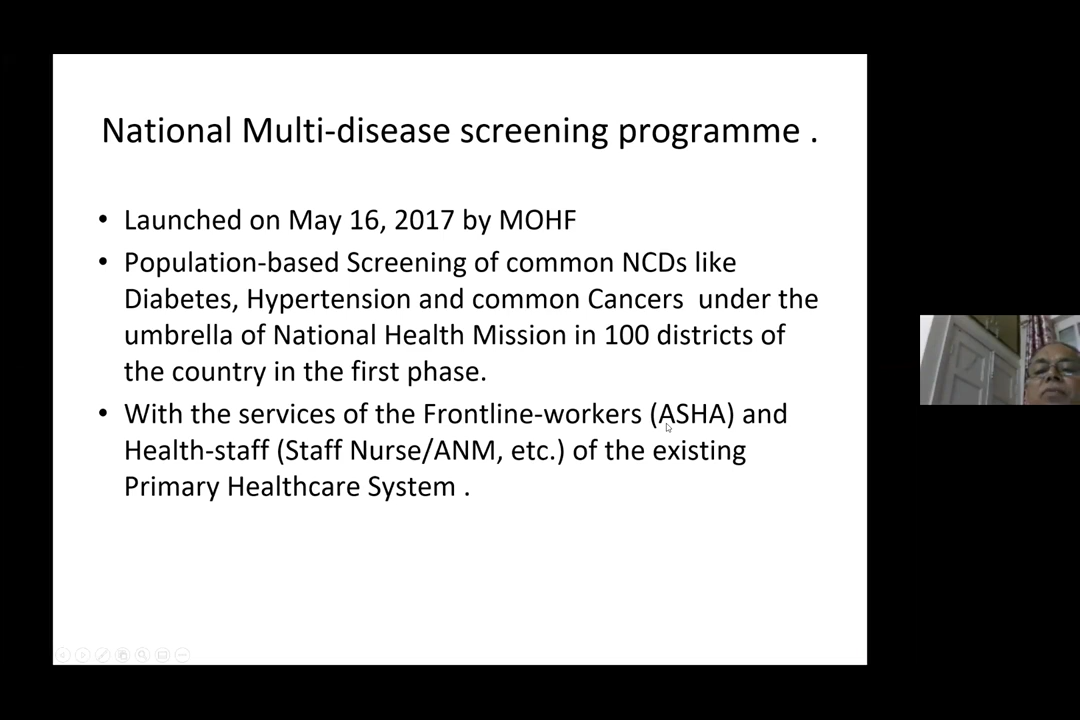 National Multi-disease screening programme .
• Launched on May 16, 2017 by MOHF
• Population-based Screening of common NCDs like
Diabetes, Hypertension and common Cancers under the
umbrella of National Health Mission in 100 districts of
the country in the first phase.
• With the services of the Frontline-workers (ASHA) and
Health-staff (Staff Nurse/ANM, etc.) of the existing
Primary Healthcare System .